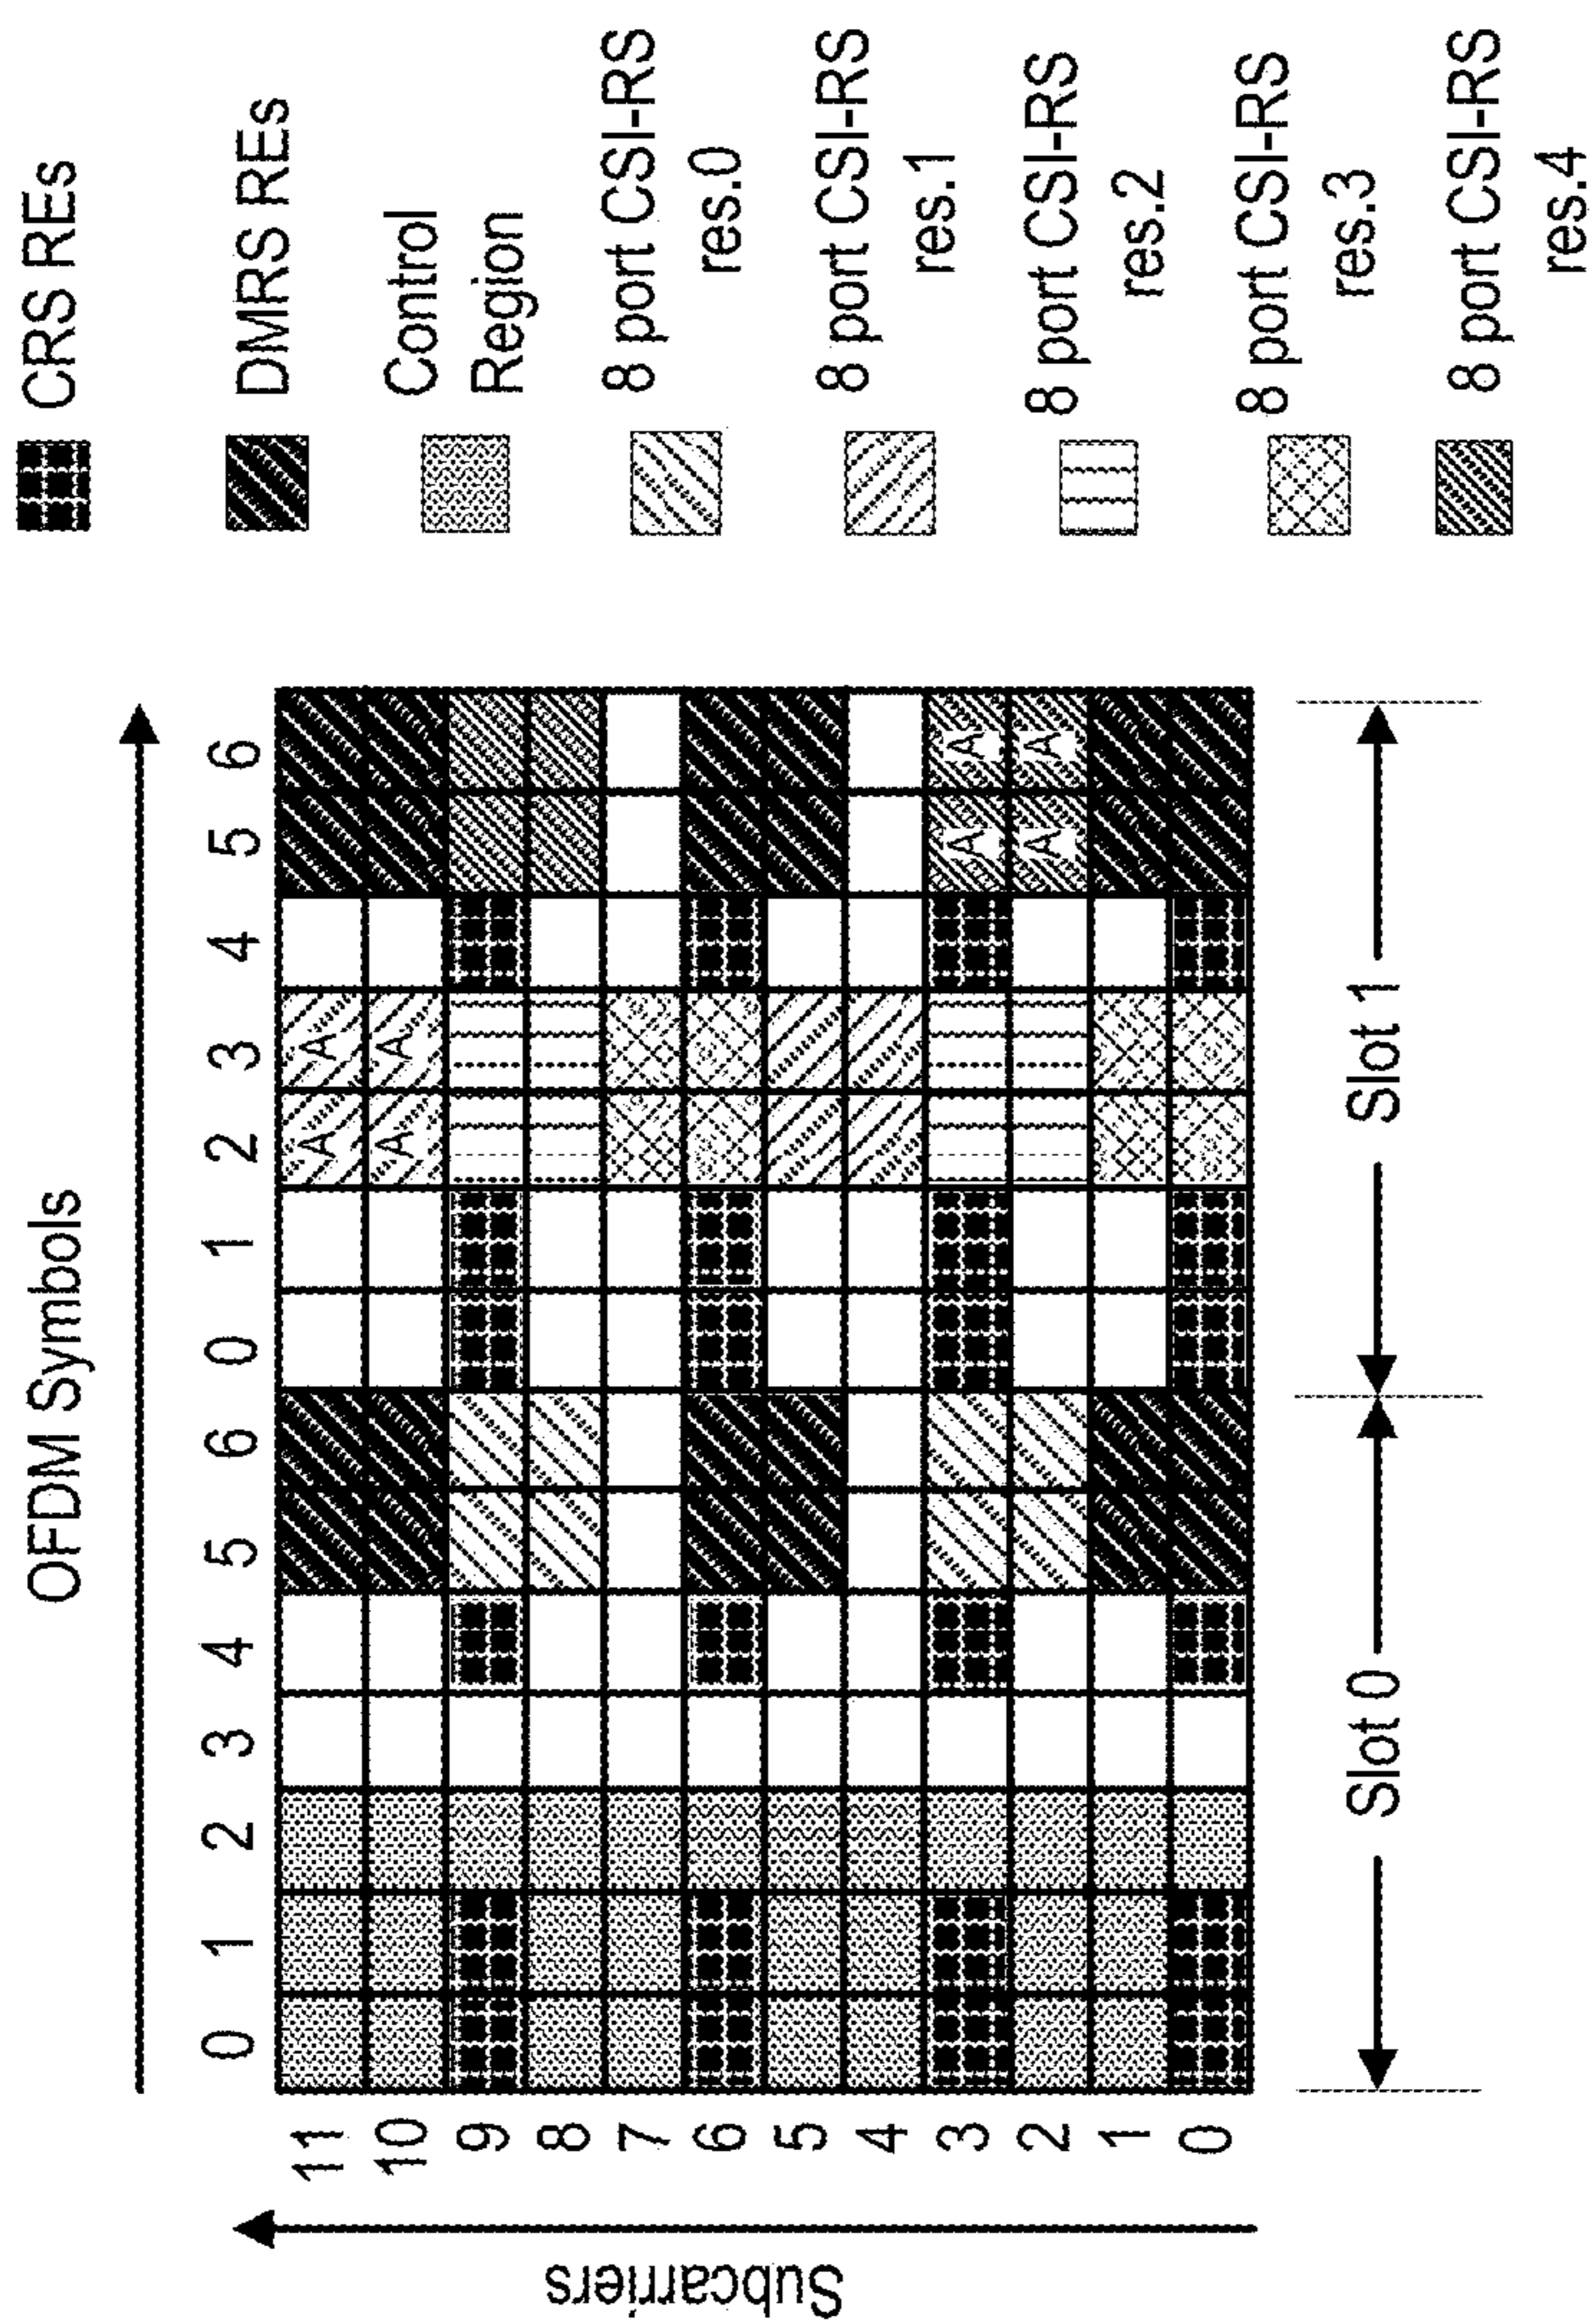 OFDM Symbols
0 1 2 3 4 5 6 0 1 2 3 4 5 6
11
A A
10
A A
9
8
7
6
5
4
3
A A
2
A A
1
0
Subcarriers
Slot 0
Slot 1
CRS REs
DMRS REs
Control
Region
8 port CSI-RS
res.0
8 port CSI-RS
res.1
8 port CSI-RS
res.2
8 port CSI-RS
res.3
8 port CSI-RS
res.4